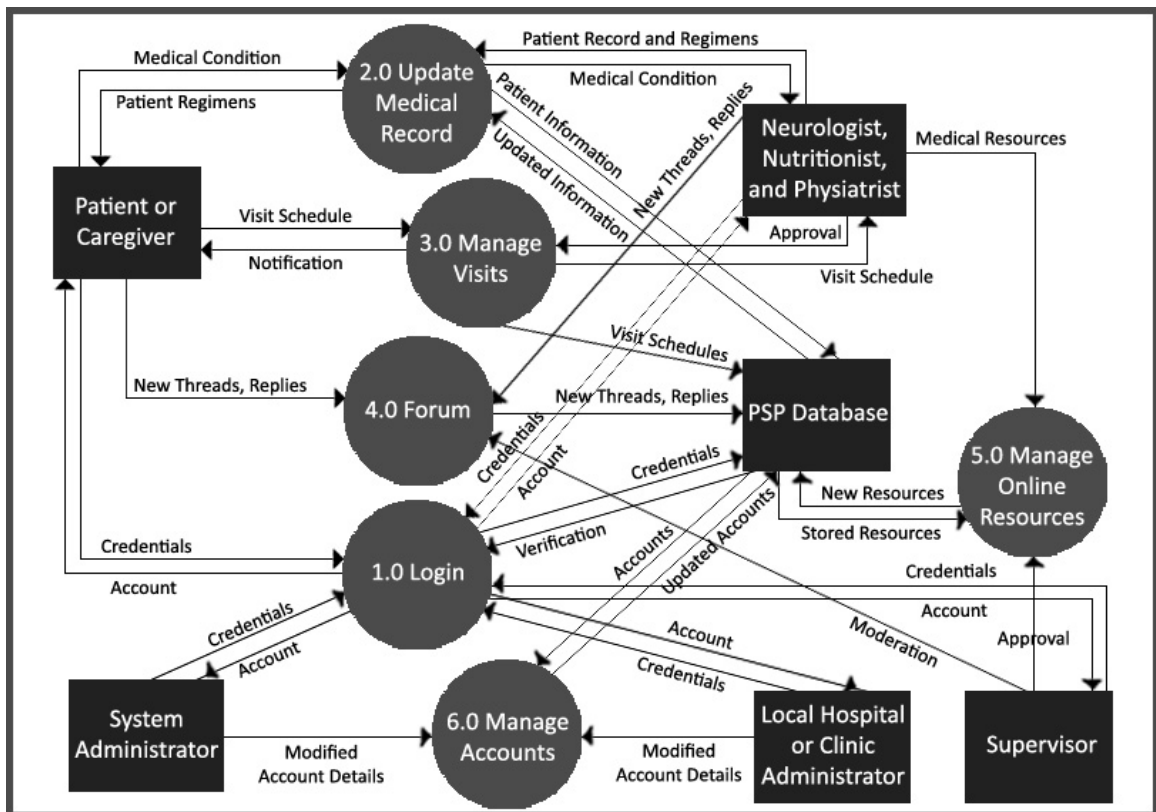 Patient Record and Regimens
Medical Condition
2.0 Update
Medical
Record
Medical Condition
Patient Regimens
Patient Information
Updated Information
New Threads, Replies
Neurologist,
Nutritionist,
and Physiatrist
Medical Resources
Patient or
Caregiver
Visit Schedule
Notification
3.0 Manage
Visits
Approval
Visit Schedule
Visit Schedules
New Threads, Replies
4.0 Forum
New Threads, Replies
PSP Database
5.0 Manage
Online
Resources
New Resources
Stored Resources
Credentials
Account
Credentials
Verification
Accounts
Updated Accounts
Credentials
Account
1.0 Login
Credentials
Account
Approval
Moderation
Credentials
Account
Account
Credentials
System
Administrator
Modified
Account Details
6.0 Manage
Accounts
Modified
Account Details
Local Hospital
or Clinic
Administrator
Supervisor